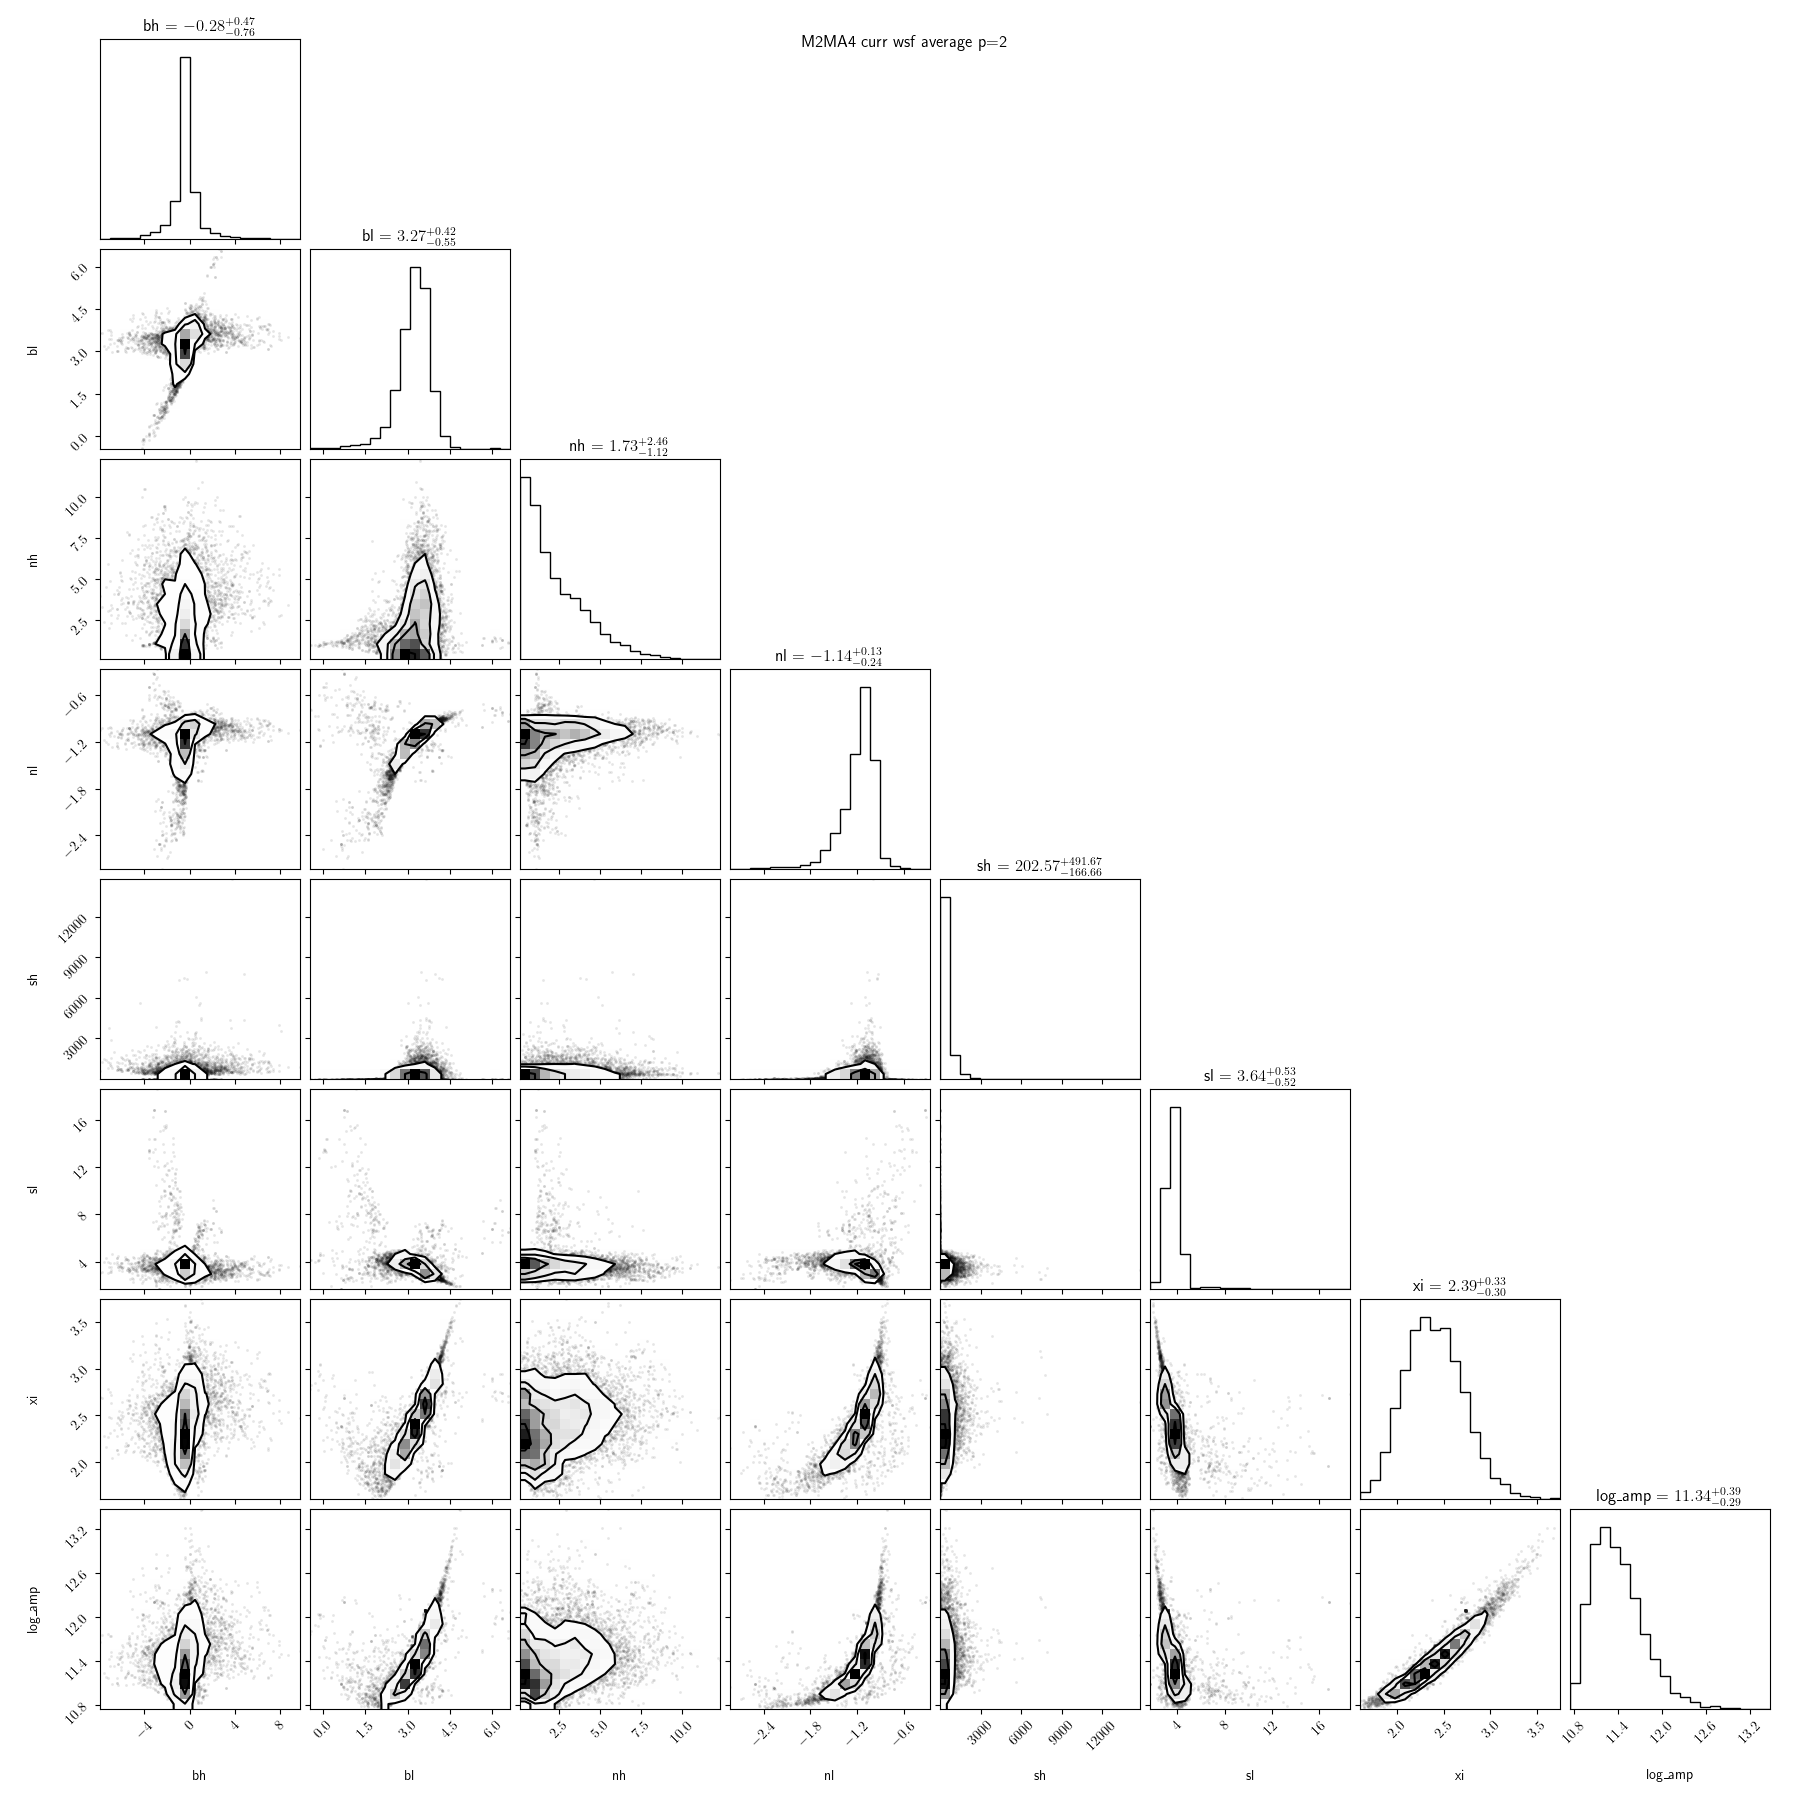 M2MA4 curr wsf average p=2
bh = −0.28 +0.47 −0.76
bl = 3.27 +0.42 −0.55
6.0
4.5
3.0
1.5
0.0
bl
nh = 1.73 +2.46 −1.12
10.0
7.5
5.0
2.5
nh
nl = −1.14 +0.13 −0.24
−0.6
−1.2
−1.8
−2.4
nl
sh = 202.57 +491.67 −166.66
12000
9000
6000
3000
sh
sl = 3.64 +0.53 −0.52
16
12
8
4
sl
xi = 2.39 +0.33 −0.30
3.5
3.0
2.5
2.0
xi
log_amp = 11.34 +0.39 −0.29
13.2
12.6
12.0
11.4
10.8
log_amp
−4 0 4 8 0.0 1.5 3.0 4.5 6.0 2.5 5.0 7.5 10.0 −2.4 −1.8 −1.2 −0.6 3000 6000 9000 12000 4 8 12 16 2.0 2.5 3.0 3.5 10.8 11.4 12.0 12.6 13.2
bh bl nh nl sh sl xi log_amp